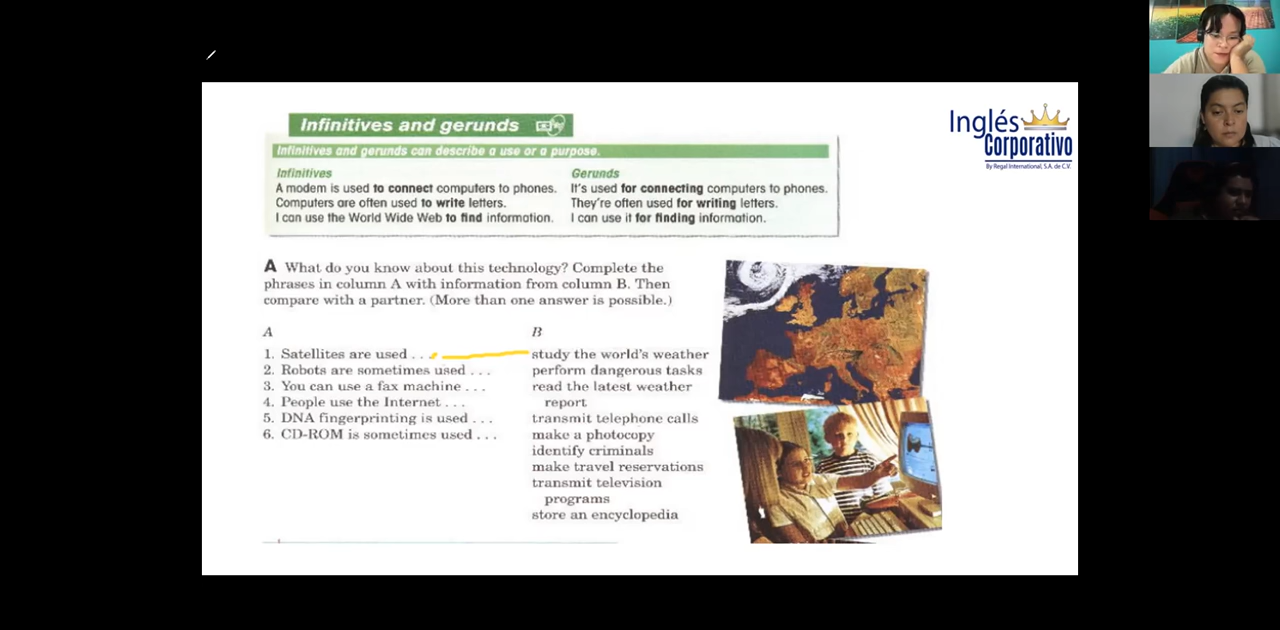 Infinitives and gerunds
Infinitives and gerunds can describe a use or a purpose.
Infinitives
A modem is used to connect computers to phones.
Computers are often used to write letters.
I can use the World Wide Web to find information.
Gerunds
It's used for connecting computers to phones.
They're often used for writing letters.
I can use it for finding information.
Inglés
Corporativo
By Regal International, S.A. de C.V.
A What do you know about this technology? Complete the
phrases in column A with information from column B. Then
compare with a partner. (More than one answer is possible.)
A
1. Satellites are used . . .
2. Robots are sometimes used . . .
3. You can use a fax machine . . .
4. People use the Internet . . .
5. DNA fingerprinting is used . . .
6. CD-ROM is sometimes used . . .
B
study the world's weather
perform dangerous tasks
read the latest weather
report
transmit telephone calls
make a photocopy
identify criminals
make travel reservations
transmit television
programs
store an encyclopedia